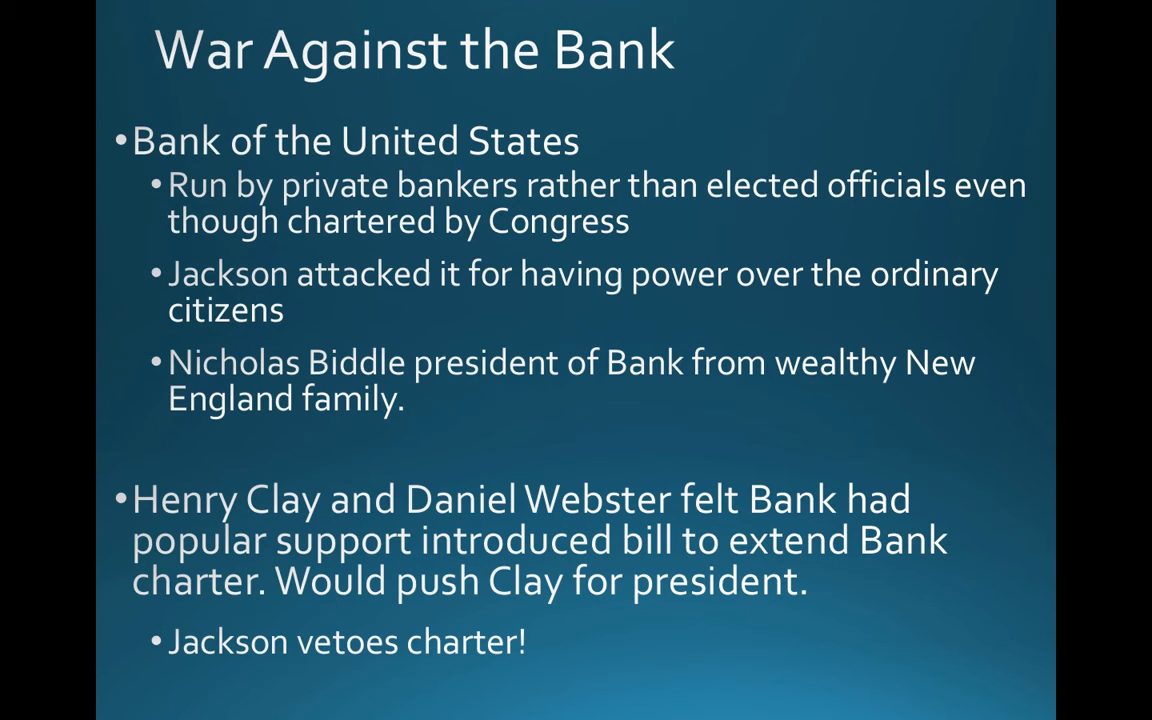 War Against the Bank
•Bank of the United States
•Run by private bankers rather than elected officials even
though chartered by Congress
•Jackson attacked it for having power over the ordinary
citizens
•Nicholas Biddle president of Bank from wealthy New
England family.
•Henry Clay and Daniel Webster felt Bank had
popular support introduced bill to extend Bank
charter. Would push Clay for president.
•Jackson vetoes charter!